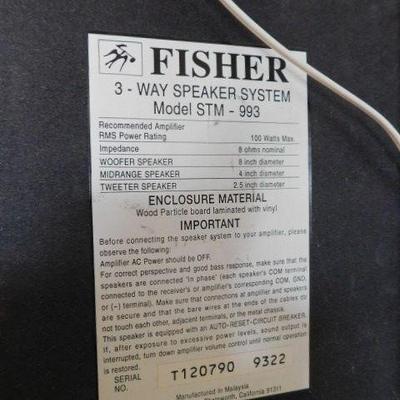 FISHER
3 - WAY SPEAKER SYSTEM
Model STM - 993
Recommended Amplifier
RMS Power Rating 100 Watts Max.
Impedance 8 ohms nominal
WOOFER SPEAKER 8 inch diameter
MIDRANGE SPEAKER 4 inch diameter
TWEETER SPEAKER 2.5 inch diameter
ENCLOSURE MATERIAL
Wood Particle board laminated with vinyl
IMPORTANT
Before connecting the speaker system to your amplifier, please
observe the following:
Amplifier AC Power should be OFF.
For correct perspective and good bass response, make sure that the
speakers are connected 'in phase' (each speaker's COM terminal
connected to the receiver's or amplifier's corresponding COM, GND,
or (–) terminal). Make sure that connections at amplifier and speakers
are secure and that the bare wires at the ends of the cables do
not touch each other, adjacent terminals, or the metal chassis.
This speaker is equipped with an AUTO-RESET-CIRCUIT BREAKER.
If, after exposure to excessive power levels, sound output is
interrupted, turn down amplifier volume control until normal operation
SERIAL
NO. T120790 9322
Manufactured in Malaysia
California 91311